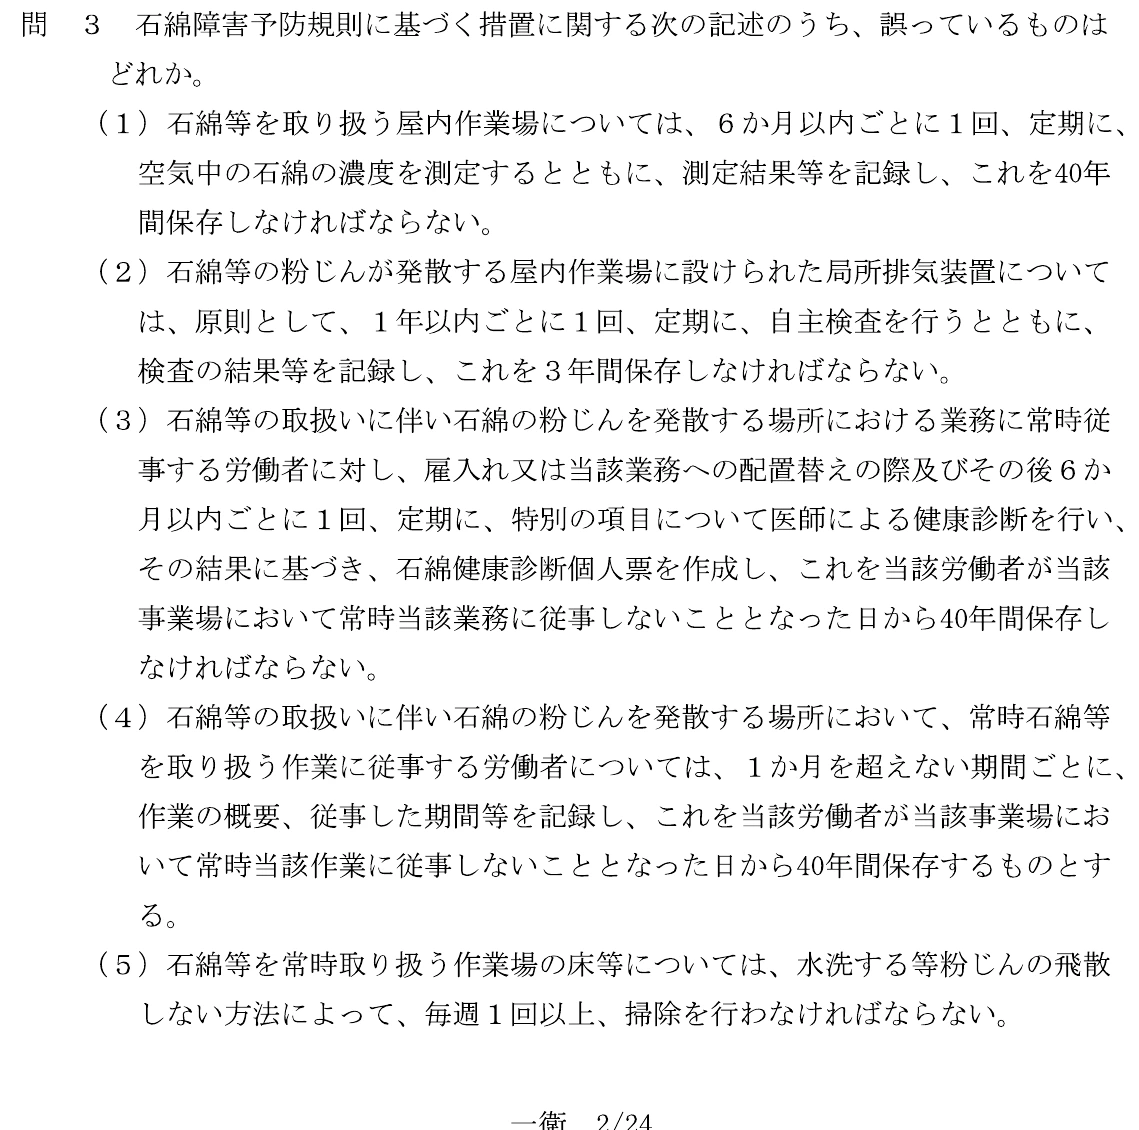 問　３　石綿障害予防規則に基づく措置に関する次の記述のうち、誤っているものは
どれか。
（１）石綿等を取り扱う屋内作業場については、６か月以内ごとに１回、定期に、
空気中の石綿の濃度を測定するとともに、測定結果等を記録し、これを40年
間保存しなければならない。
（２）石綿等の粉じんが発散する屋内作業場に設けられた局所排気装置について
は、原則として、１年以内ごとに１回、定期に、自主検査を行うとともに、
検査の結果等を記録し、これを３年間保存しなければならない。
（３）石綿等の取扱いに伴い石綿の粉じんを発散する場所における業務に常時従
事する労働者に対し、雇入れ又は当該業務への配置替えの際及びその後６か
月以内ごとに１回、定期に、特別の項目について医師による健康診断を行い、
その結果に基づき、石綿健康診断個人票を作成し、これを当該労働者が当該
事業場において常時当該業務に従事しないこととなった日から40年間保存し
なければならない。
（４）石綿等の取扱いに伴い石綿の粉じんを発散する場所において、常時石綿等
を取り扱う作業に従事する労働者については、１か月を超えない期間ごとに、
作業の概要、従事した期間等を記録し、これを当該労働者が当該事業場にお
いて常時当該作業に従事しないこととなった日から40年間保存するものとす
る。
（５）石綿等を常時取り扱う作業場の床等については、水洗する等粉じんの飛散
しない方法によって、毎週１回以上、掃除を行わなければならない。
一衛　2/24